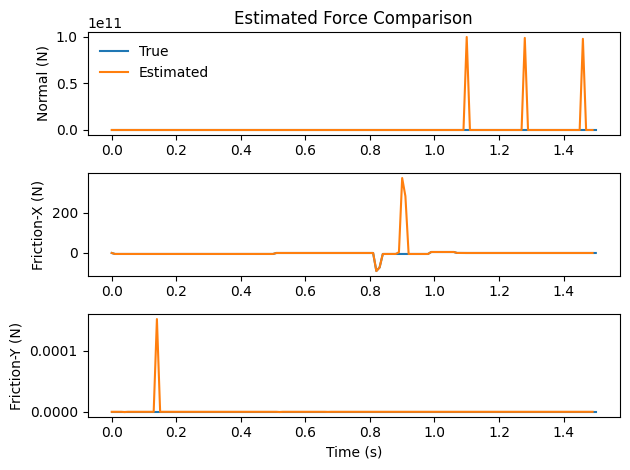 Estimated Force Comparison
1e11
Normal (N)
1.0
0.5
0.0
True
Estimated
0.0 0.2 0.4 0.6 0.8 1.0 1.2 1.4
Friction-X (N)
200
0
0.0 0.2 0.4 0.6 0.8 1.0 1.2 1.4
Friction-Y (N)
0.0001
0.0000
0.0 0.2 0.4 0.6 0.8 1.0 1.2 1.4
Time (s)